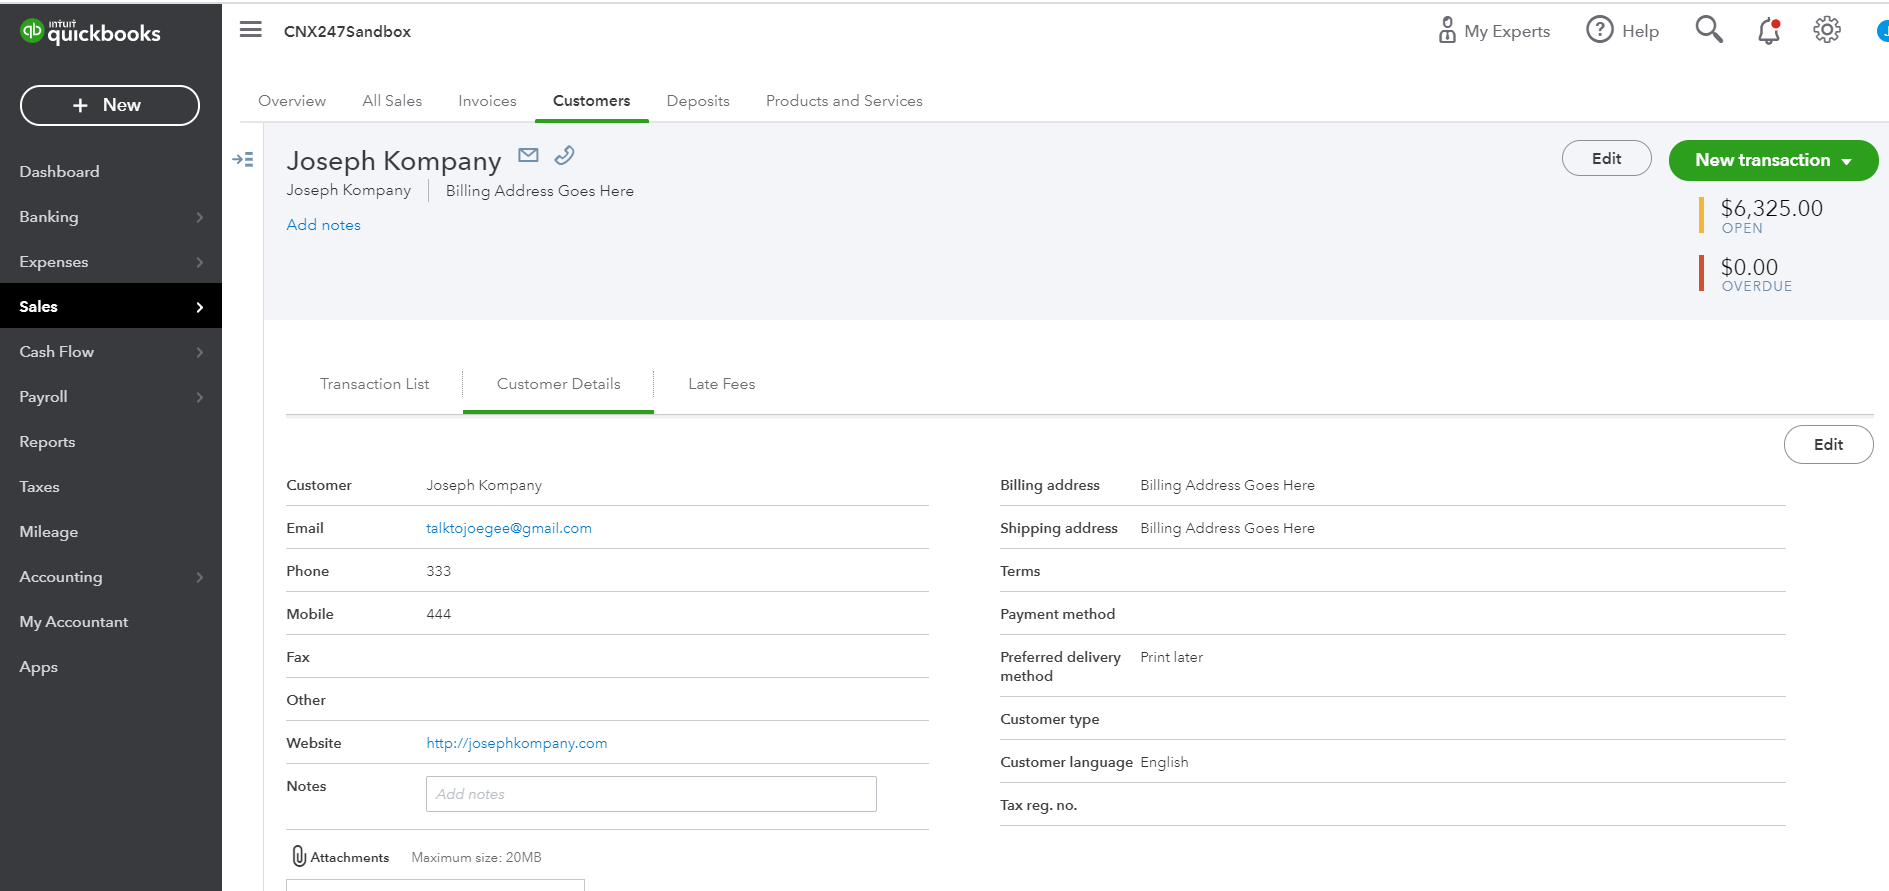 intuit
quickbooks
CNX247Sandbox
My Experts
Help
+ New
Overview
All Sales
Invoices
Customers
Deposits
Products and Services
Dashboard
Banking
Expenses
Sales
Cash Flow
Payroll
Reports
Taxes
Mileage
Accounting
My Accountant
Apps
Joseph Kompany
Joseph Kompany
Billing Address Goes Here
Add notes
Edit
New transaction
$6,325.00
OPEN
$0.00
OVERDUE
Transaction List
Customer Details
Late Fees
Edit
Customer Joseph Kompany
Email talktojoegee@gmail.com
Phone 333
Mobile 444
Fax
Other
Website http://josephkompany.com
Notes Add notes
Attachments Maximum size: 20MB
Billing address Billing Address Goes Here
Shipping address Billing Address Goes Here
Terms
Payment method
Preferred delivery Print later
method
Customer type
Customer language English
Tax reg. no.